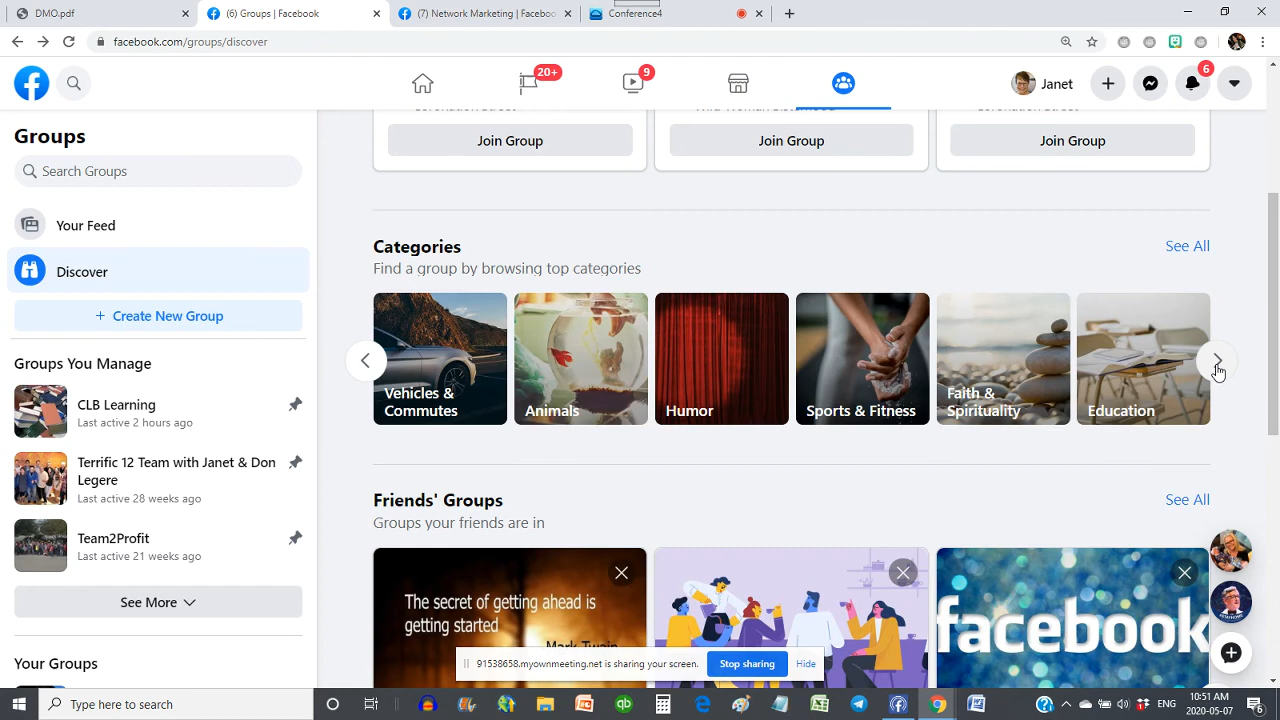 DMO.pdf
(6) Groups | Facebook
(7) Network Marketing | Faceboo
Conference4
facebook.com/groups/discover
20+
9
Janet
6
Groups
Search Groups
Your Feed
Discover
+ Create New Group
Groups You Manage
CLB Learning
Last active 2 hours ago
Terrific 12 Team with Janet & Don
Legere
Last active 28 weeks ago
Team2Profit
Last active 21 weeks ago
See More
Your Groups
Join Group
Join Group
Join Group
Categories
See All
Find a group by browsing top categories
Vehicles &
Commutes
Animals
Humor
Sports & Fitness
Faith &
Spirituality
Education
Friends' Groups
See All
Groups your friends are in
The secret of getting ahead is
getting started
Mark Twain
facebook
91538658.myownmeeting.net is sharing your screen.
Stop sharing
Hide
Type here to search
ENG
10:51 AM
2020-05-07
6